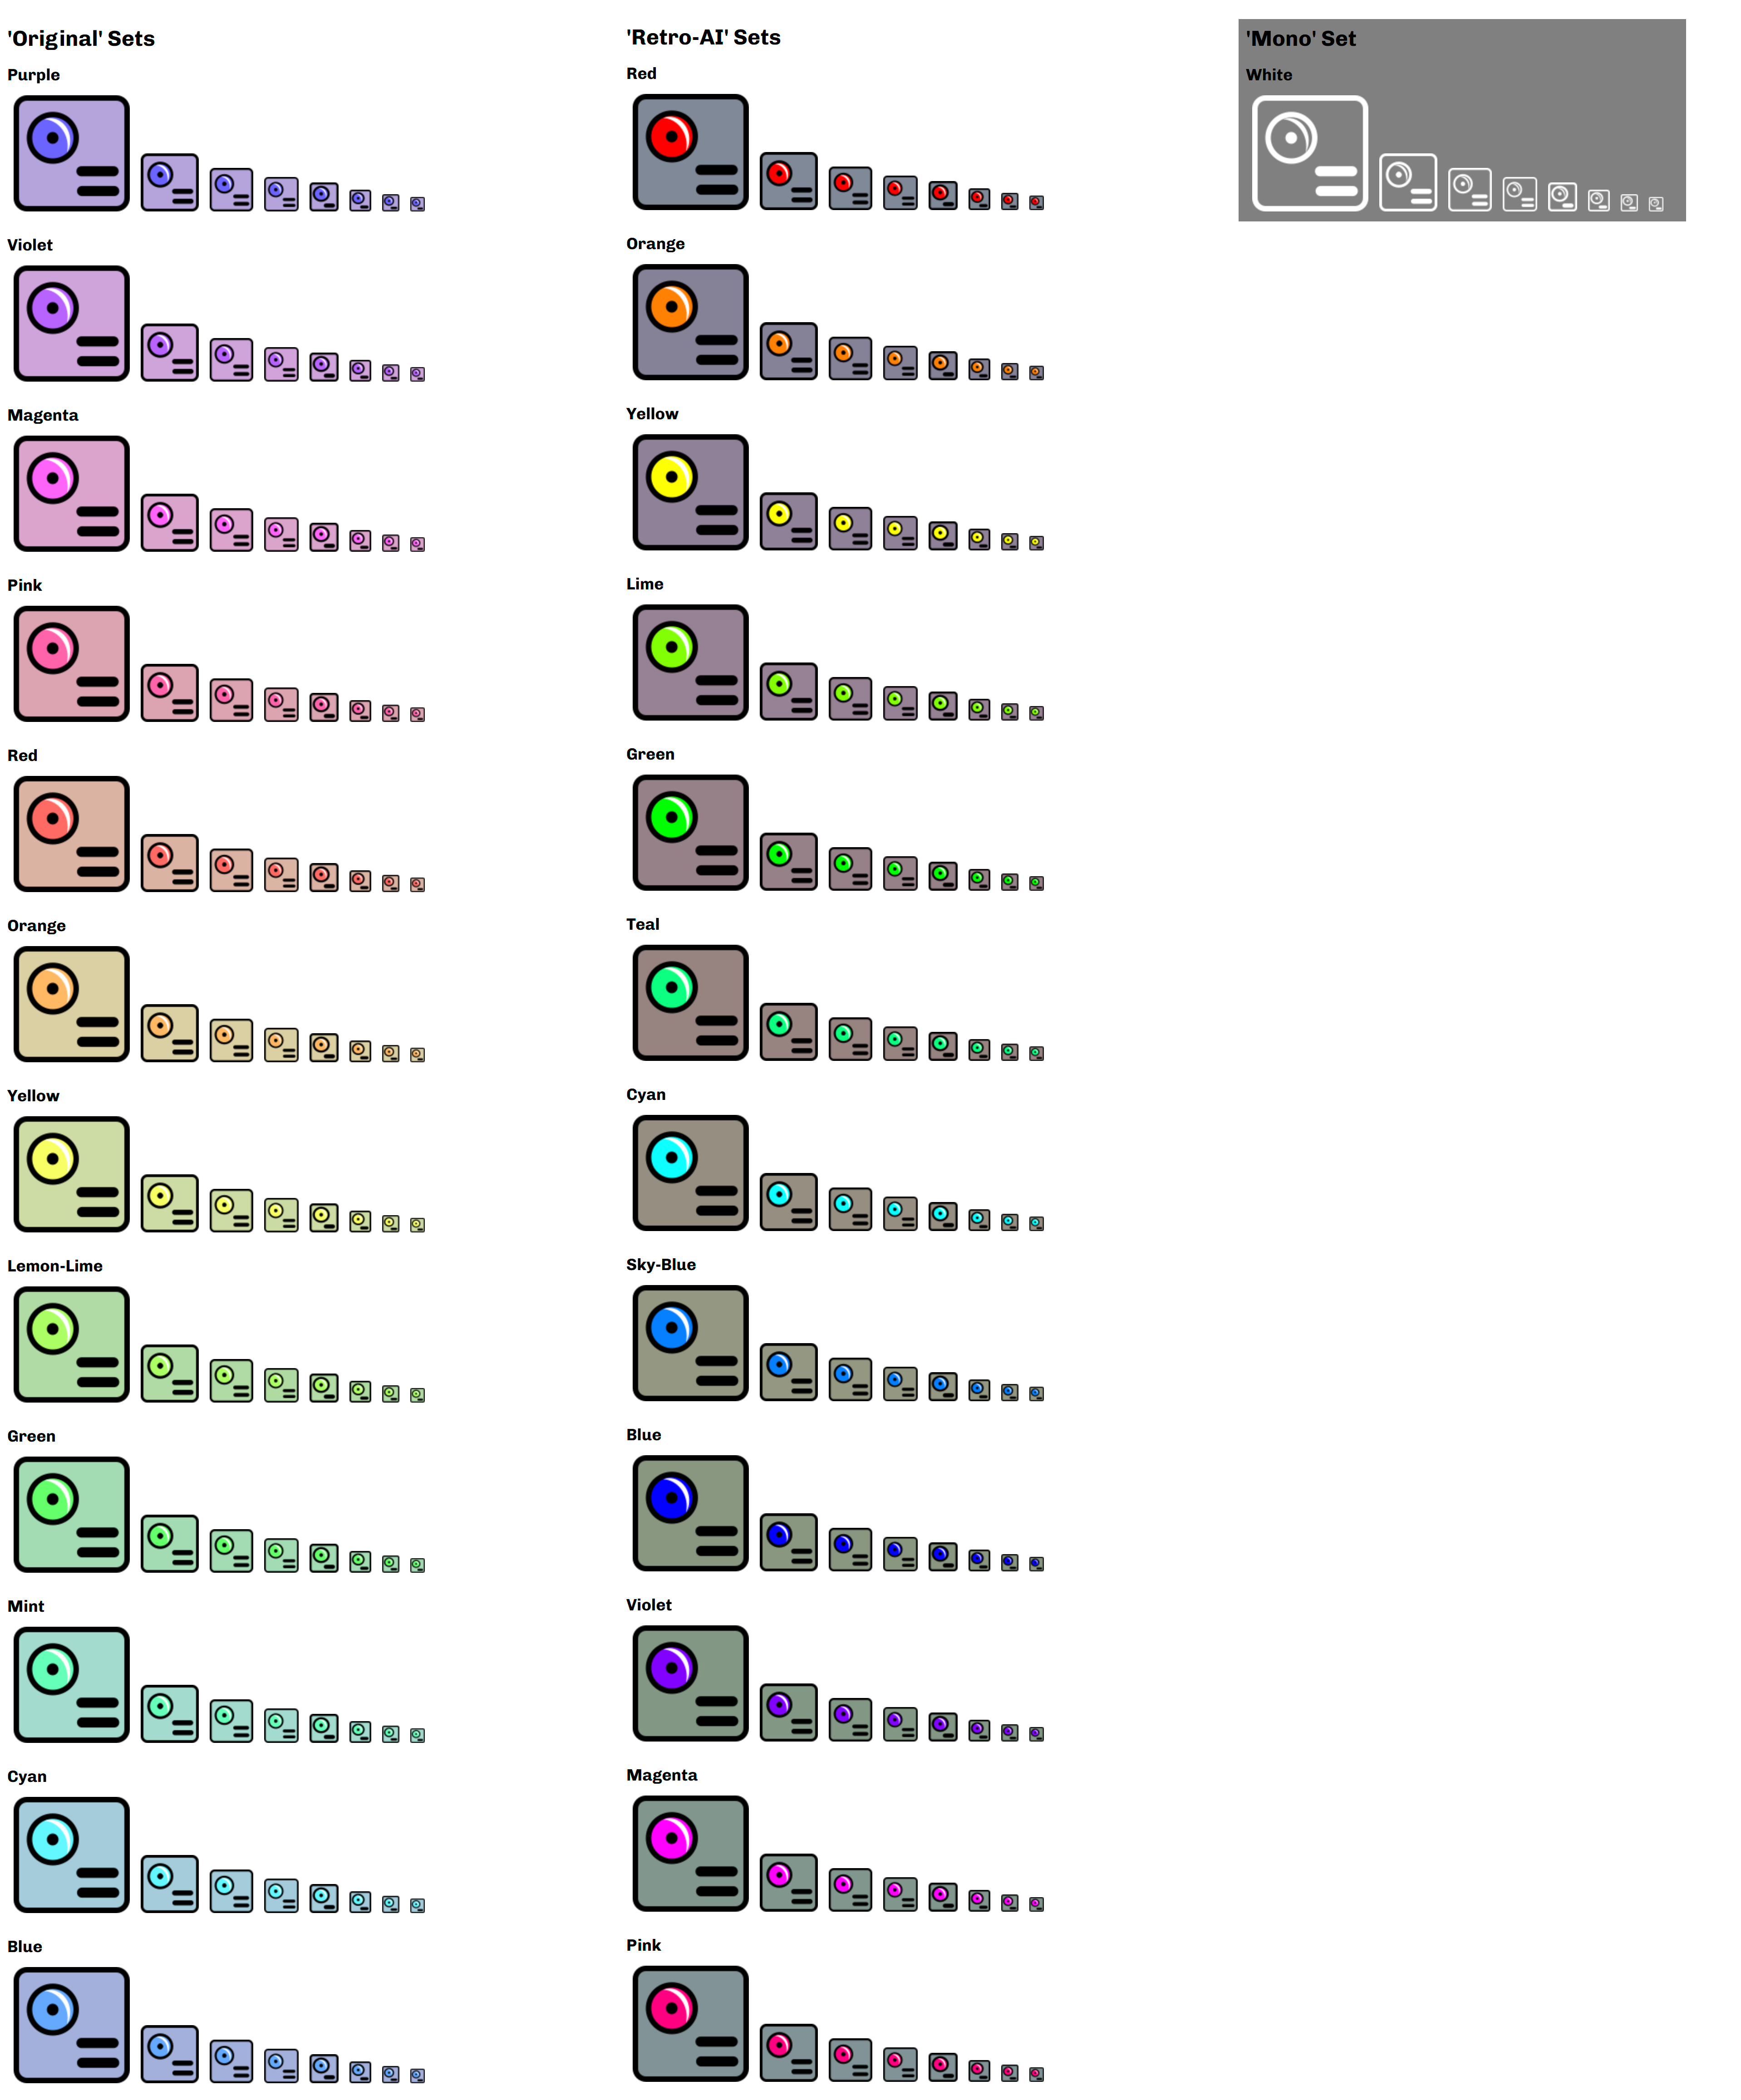 'Original' Sets
Purple
Violet
Magenta
Pink
Red
Orange
Yellow
Lemon-Lime
Green
Mint
Cyan
Blue
'Retro-AI' Sets
Red
Orange
Yellow
Lime
Green
Teal
Cyan
Sky-Blue
Blue
Violet
Magenta
Pink
'Mono' Set
White